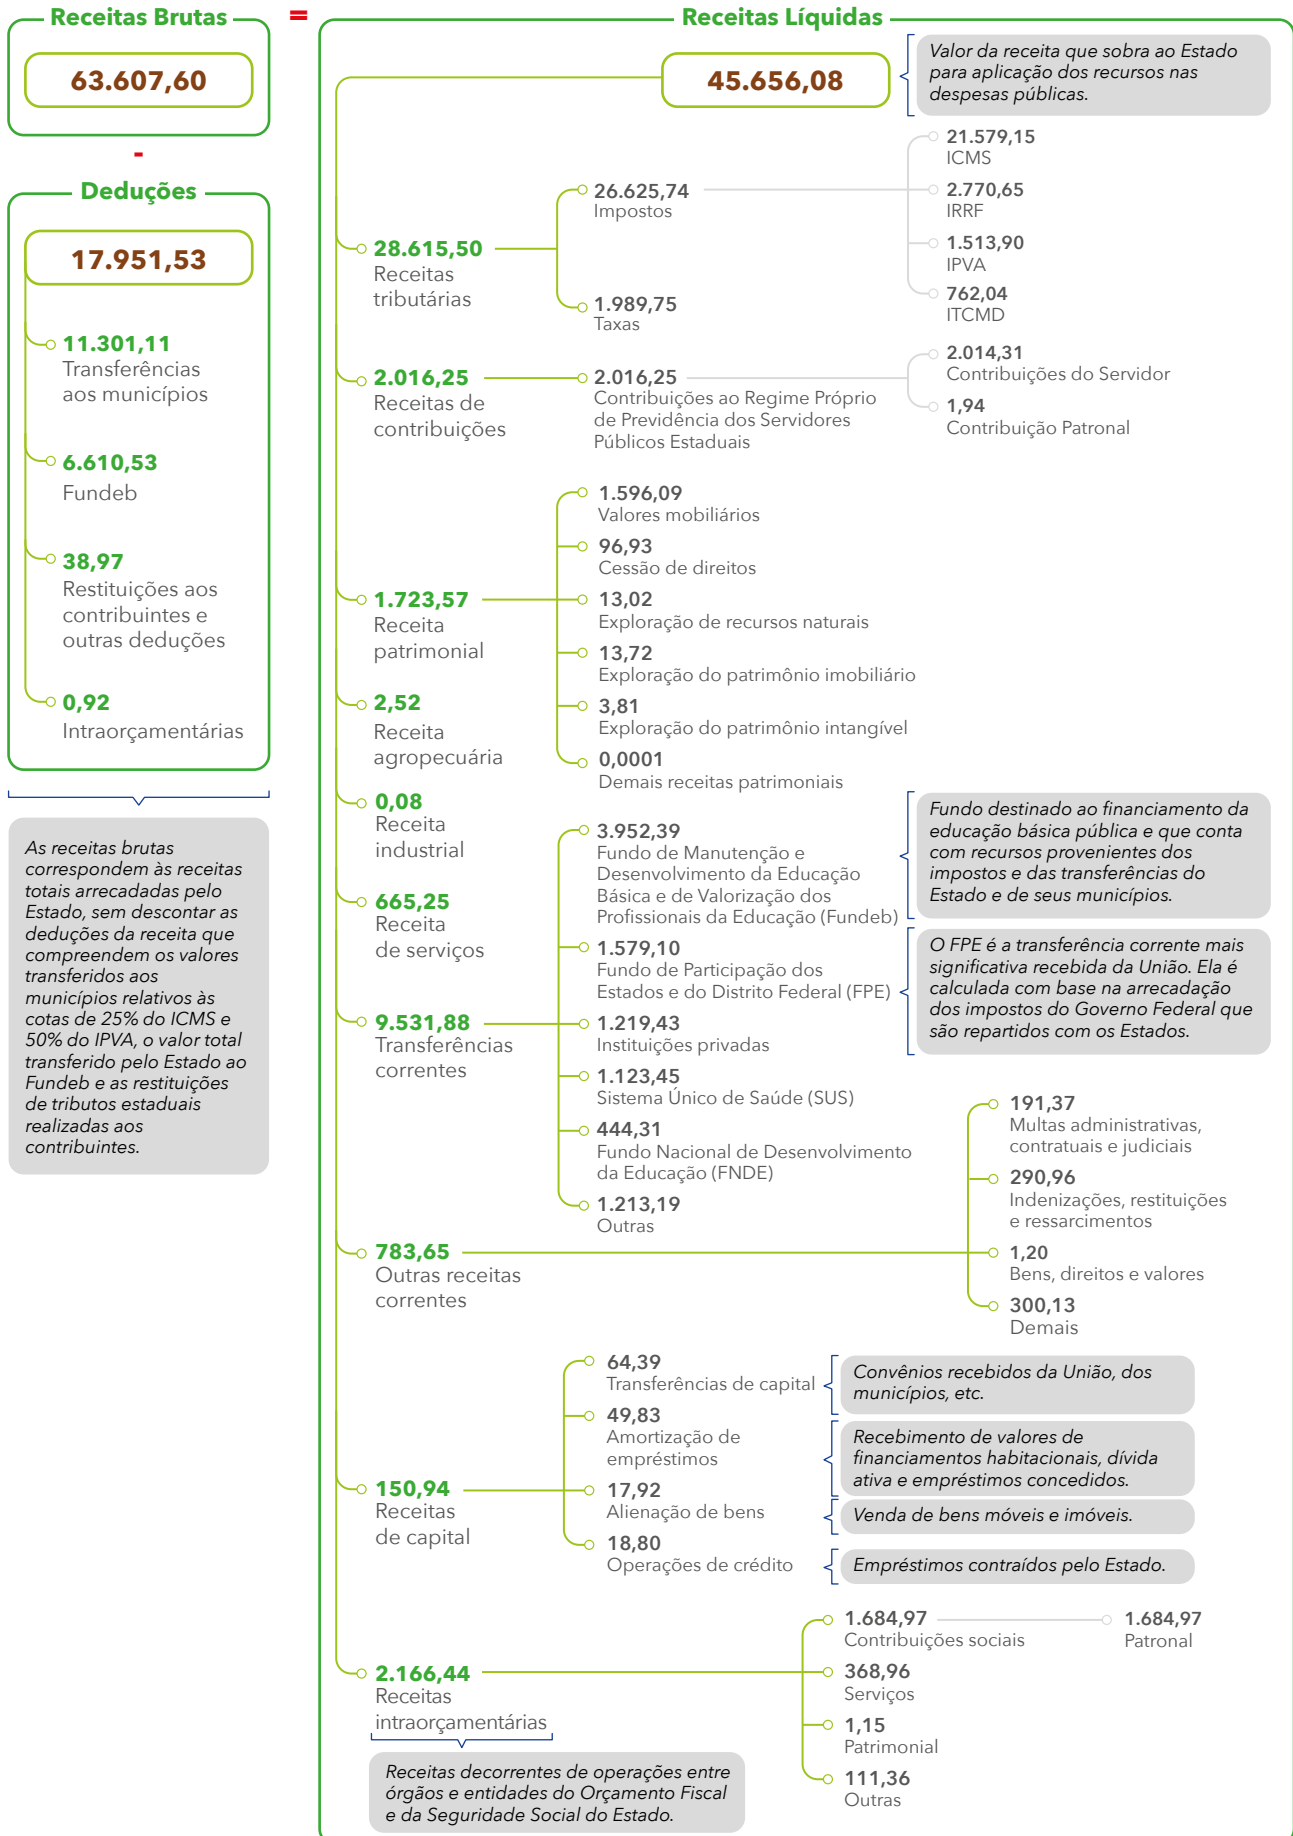 Receitas Brutas
63.607,60
-
Deduções
17.951,53
11.301,11
Transferências
aos municípios
6.610,53
Fundeb
38,97
Restituições aos
contribuintes e
outras deduções
0,92
Intraorçamentárias
As receitas brutas
correspondem às receitas
totais arrecadadas pelo
Estado, sem descontar as
deduções da receita que
compreendem os valores
transferidos aos
municípios relativos às
cotas de 25% do ICMS e
50% do IPVA, o valor total
transferido pelo Estado ao
Fundeb e as restituições
de tributos estaduais
realizadas aos
contribuintes.
=
Receitas Líquidas
45.656,08
Valor da receita que sobra ao Estado
para aplicação dos recursos nas
despesas públicas.
28.615,50
Receitas
tributárias
26.625,74
Impostos
21.579,15
ICMS
2.770,65
IRRF
1.513,90
IPVA
762,04
ITCMD
1.989,75
Taxas
2.016,25
Receitas de
contribuições
2.016,25
Contribuições ao Regime Próprio
de Previdência dos Servidores
Públicos Estaduais
2.014,31
Contribuições do Servidor
1,94
Contribuição Patronal
1.723,57
Receita
patrimonial
1.596,09
Valores mobiliários
96,93
Cessão de direitos
13,02
Exploração de recursos naturais
13,72
Exploração do patrimônio imobiliário
3,81
Exploração do patrimônio intangível
0,0001
Demais receitas patrimoniais
2,52
Receita
agropecuária
0,08
Receita
industrial
665,25
Receita
de serviços
9.531,88
Transferências
correntes
3.952,39
Fundo de Manutenção e
Desenvolvimento da Educação
Básica e de Valorização dos
Profissionais da Educação (Fundeb)
Fundo destinado ao financiamento da
educação básica pública e que conta
com recursos provenientes dos
impostos e das transferências do
Estado e de seus municípios.
1.579,10
Fundo de Participação dos
Estados e do Distrito Federal (FPE)
O FPE é a transferência corrente mais
significativa recebida da União. Ela é
calculada com base na arrecadação
dos impostos do Governo Federal que
são repartidos com os Estados.
1.219,43
Instituições privadas
1.123,45
Sistema Único de Saúde (SUS)
444,31
Fundo Nacional de Desenvolvimento
da Educação (FNDE)
1.213,19
Outras
783,65
Outras receitas
correntes
191,37
Multas administrativas,
contratuais e judiciais
290,96
Indenizações, restituições
e ressarcimentos
1,20
Bens, direitos e valores
300,13
Demais
150,94
Receitas
de capital
64,39
Transferências de capital
Convênios recebidos da União, dos
municípios, etc.
49,83
Amortização de
empréstimos
Recebimento de valores de
financiamentos habitacionais, dívida
ativa e empréstimos concedidos.
17,92
Alienação de bens
Venda de bens móveis e imóveis.
18,80
Operações de crédito
Empréstimos contraídos pelo Estado.
2.166,44
Receitas
intraorçamentárias
1.684,97
Contribuições sociais
1.684,97
Patronal
368,96
Serviços
1,15
Patrimonial
111,36
Outras
Receitas decorrentes de operações entre
órgãos e entidades do Orçamento Fiscal
e da Seguridade Social do Estado.